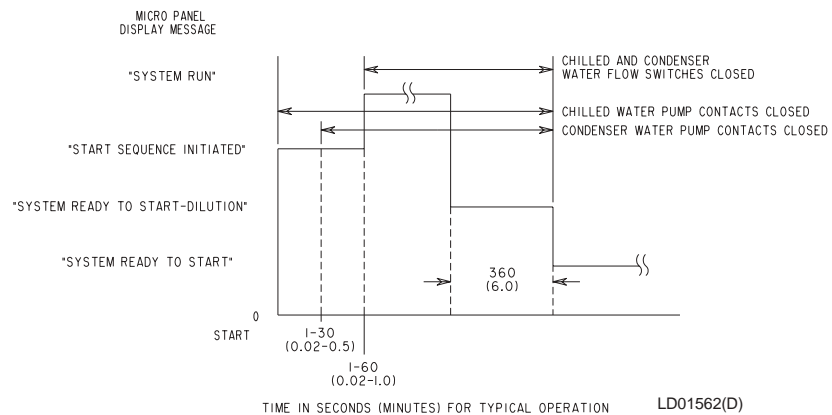 MICRO PANEL
DISPLAY MESSAGE
"SYSTEM RUN"
CHILLED AND CONDENSER
WATER FLOW SWITCHES CLOSED
CHILLED WATER PUMP CONTACTS CLOSED
CONDENSER WATER PUMP CONTACTS CLOSED
"START SEQUENCE INITIATED"
"SYSTEM READY TO START-DILUTION"
"SYSTEM READY TO START"
360
(6.0)
0
START
1-30
(0.02-0.5)
1-60
(0.02-1.0)
TIME IN SECONDS (MINUTES) FOR TYPICAL OPERATION
LD01562(D)